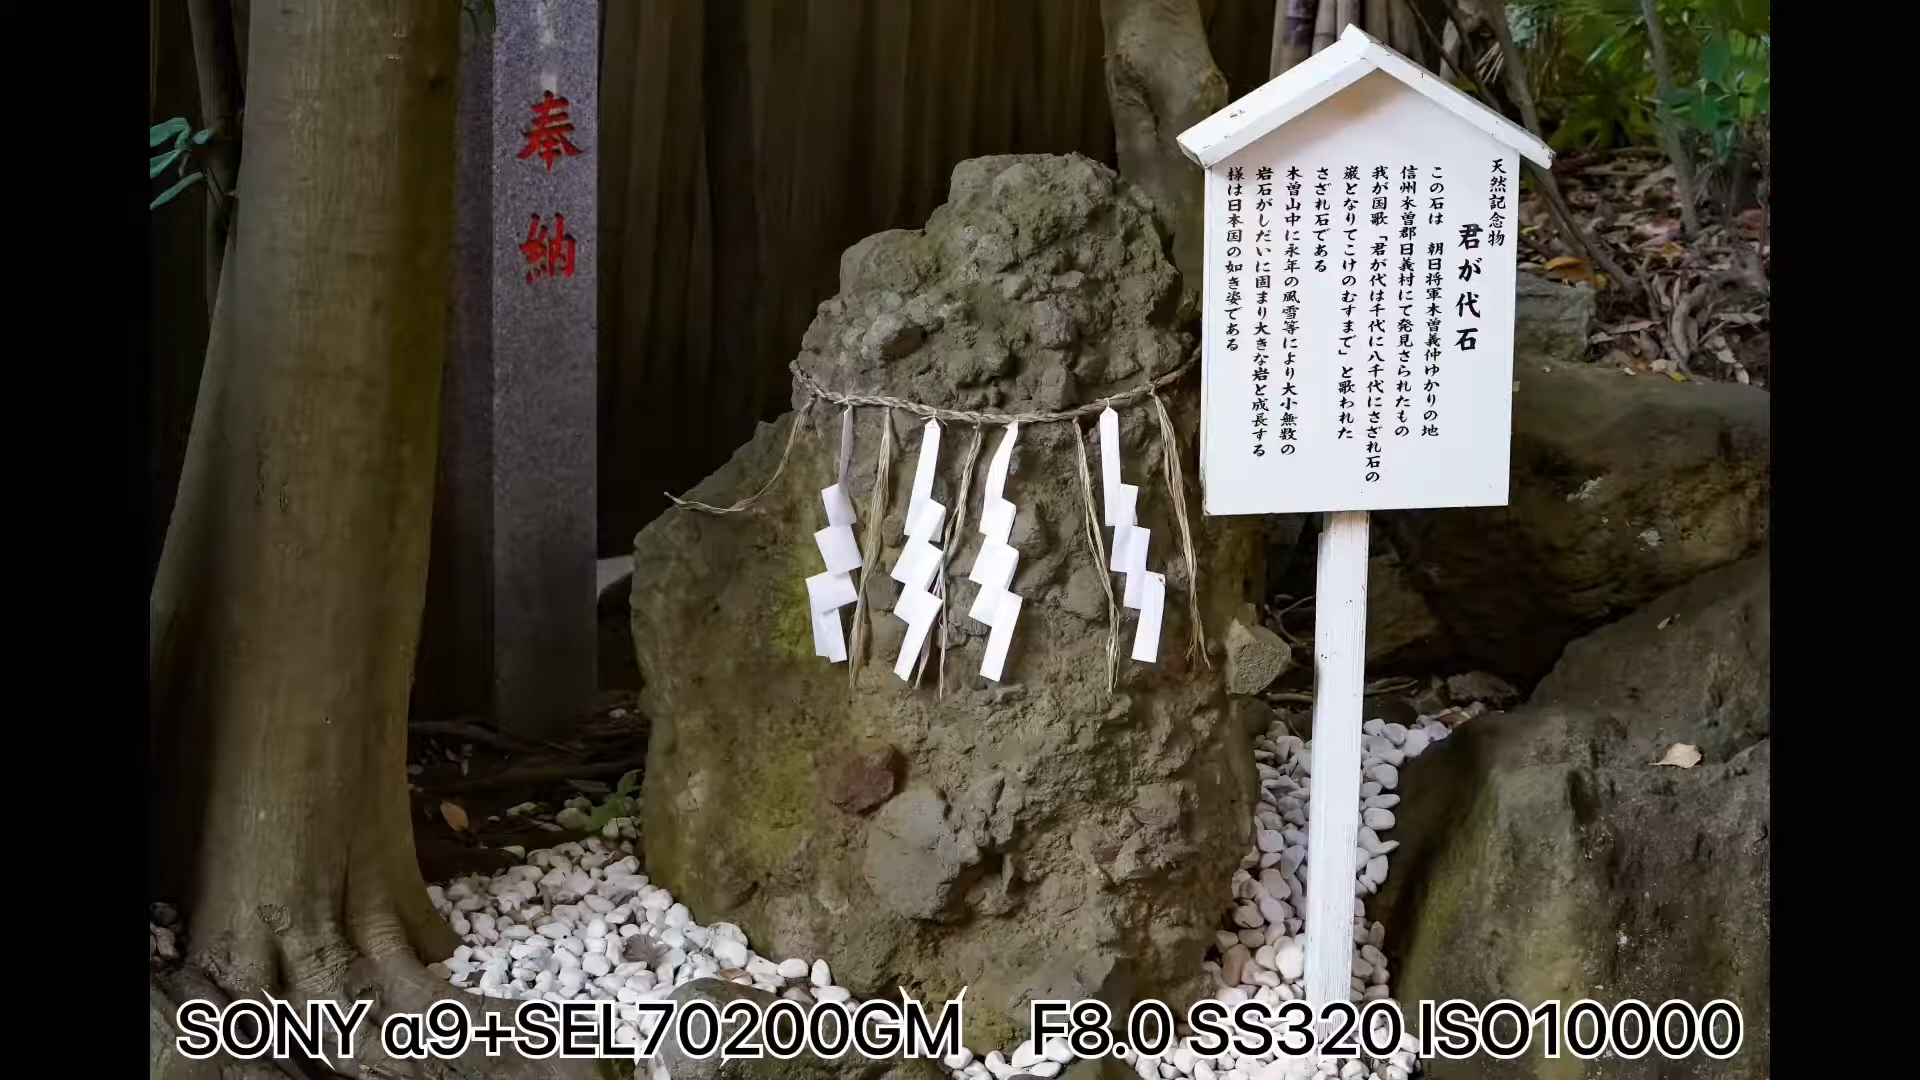 奉納
天然記念物
君が代石
この石は 朝日将軍木曽義仲ゆかりの地
信州木曽郡日義村にて発見さられたもの
我が国歌「君が代は千代に八千代にさざれ石の
巌となりてこけのむすまで」と歌われた
さざれ石である
木曽山中に永年の風雪等により大小無数の
岩石がしだいに固まり大きな岩と成長する
様は日本国の如き姿である
SONY α9+SEL70200GM F8.0 SS320 ISO10000